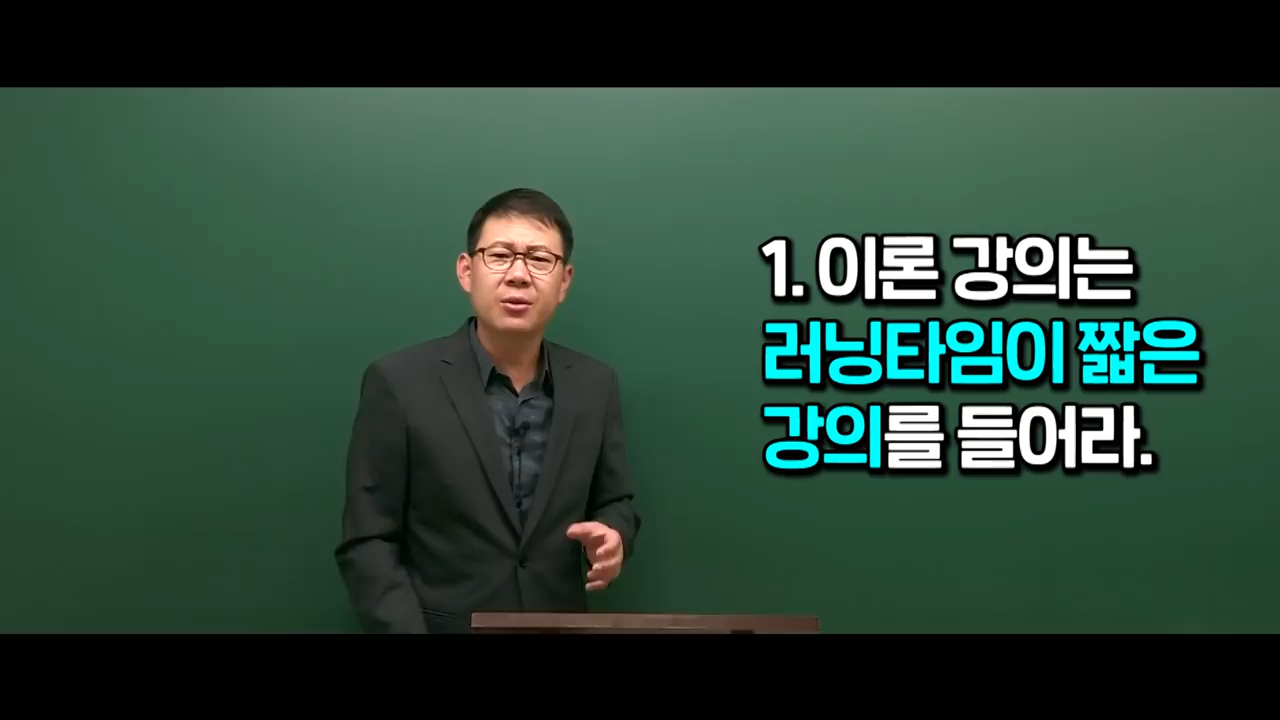 1. 이론 강의는
러닝타임이 짧은
강의를 들어라.